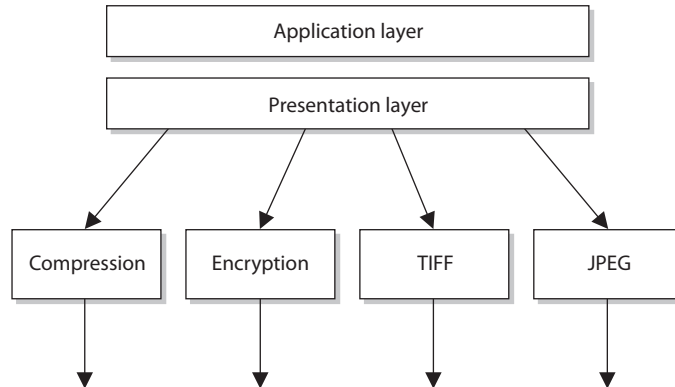 Application layer
Presentation layer
Compression
Encryption
TIFF
JPEG